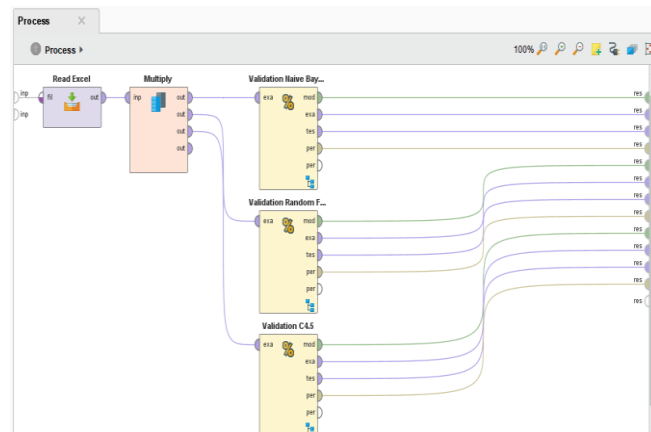 Process
Process
100%
Read Excel
Multiply
Validation Naive Bay...
inp
fil
out
inp
out
exa
mod
res
inp
out
exa
res
out
tes
res
out
per
res
per
res
res
Validation Random F...
res
exa
mod
res
exa
res
tes
res
per
res
per
res
res
Validation C4.5
exa
mod
exa
tes
per
per